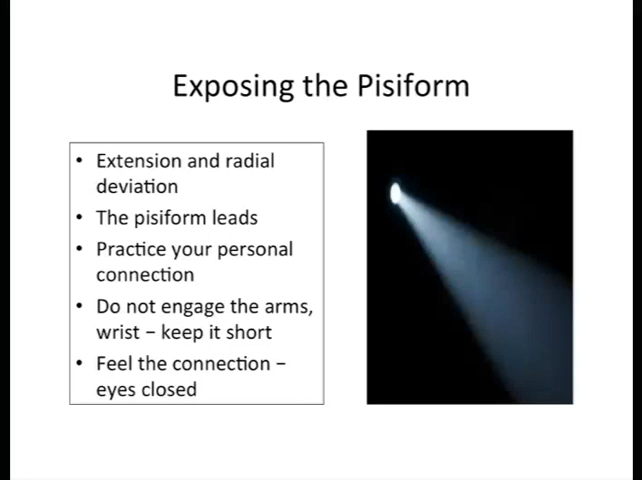 Exposing the Pisiform
• Extension and radial
deviation
• The pisiform leads
• Practice your personal
connection
• Do not engage the arms,
wrist – keep it short
• Feel the connection –
eyes closed